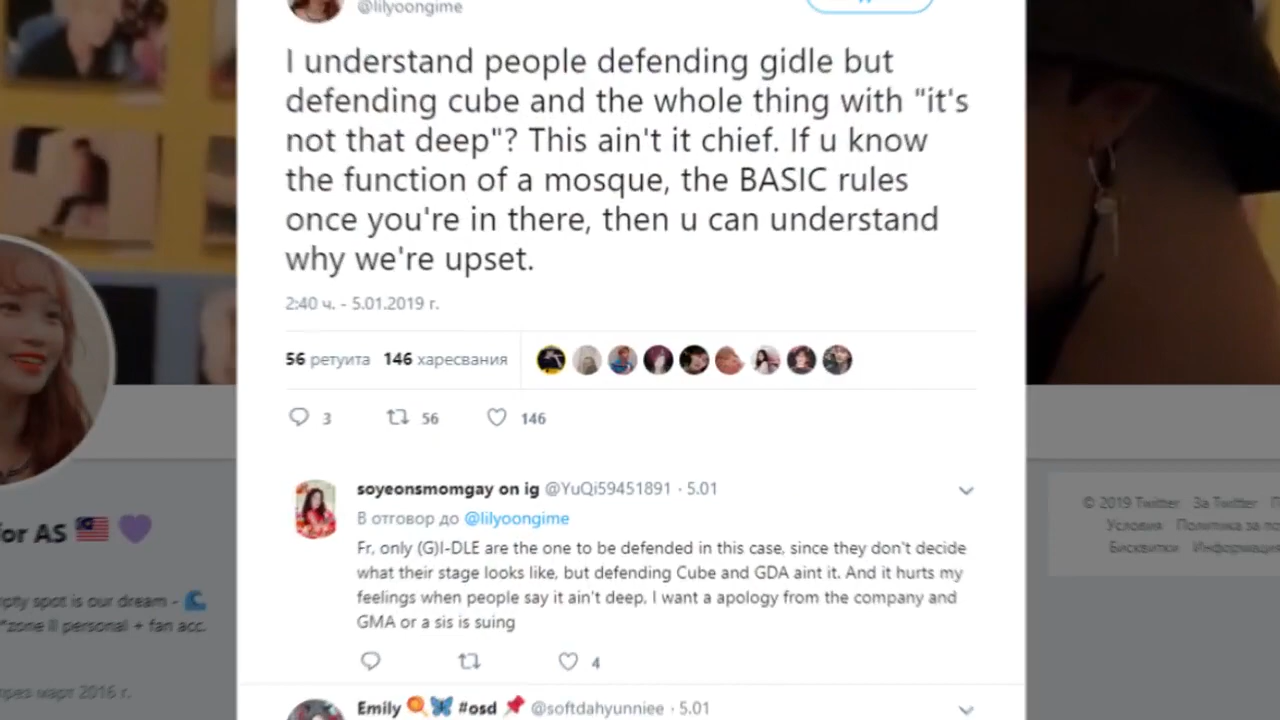 @lilyoongime
I understand people defending gidle but
defending cube and the whole thing with "it's
not that deep"? This ain't it chief. If u know
the function of a mosque, the BASIC rules
once you're in there, then u can understand
why we're upset.
2:40 ч. - 5.01.2019 г.
56 ретуита 146 харесвания
3 56 146
soyeonsmomgay on ig @YuQi59451891 · 5.01
В отговор до @lilyoongime
Fr, only (G)I-DLE are the one to be defended in this case, since they don't decide
what their stage looks like, but defending Cube and GDA aint it. And it hurts my
feelings when people say it ain't deep, I want a apology from the company and
GMA or a sis is suing
4
Emily #osd @softdahyunniee · 5.01
for AS
spot is our dream -
zone || personal + fan acc.
март 2016 г.
© 2019 Twitter За Twitter
Условия Политика за
Бисквитки